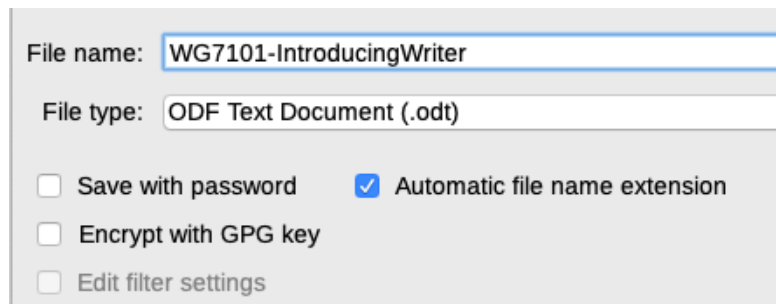 File name: WG7101-IntroducingWriter
File type: ODF Text Document (.odt)
Save with password Automatic file name extension
Encrypt with GPG key
Edit filter settings